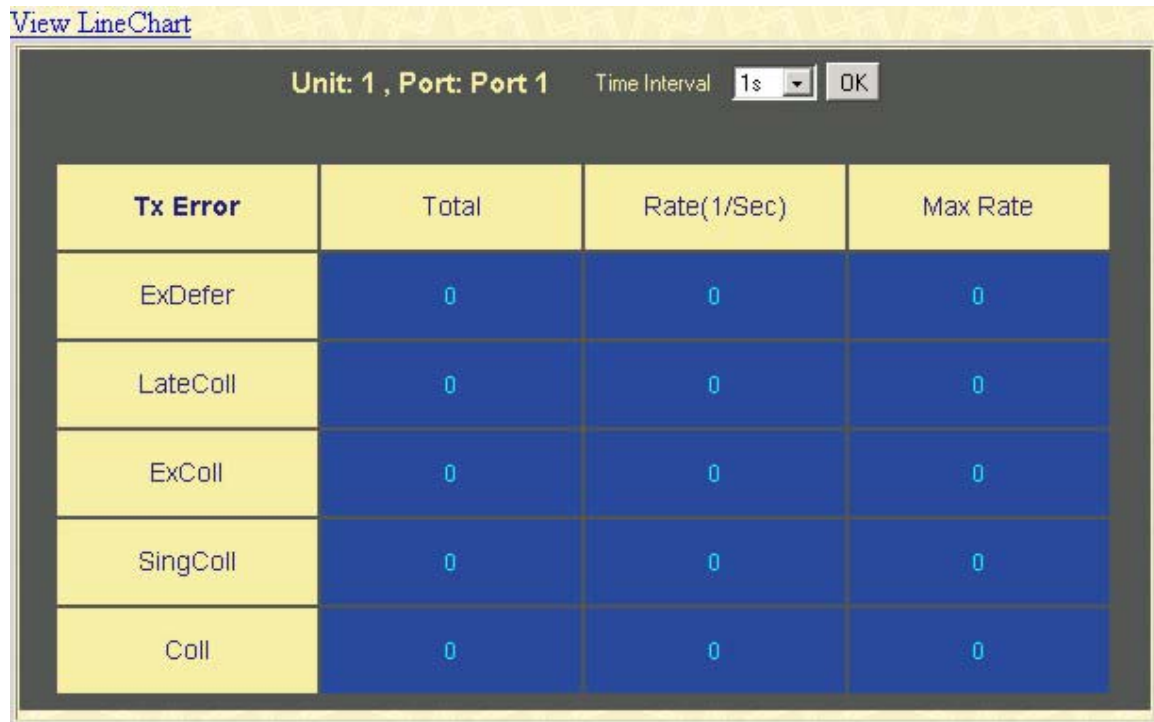 View LineChart
Unit: 1 , Port: Port 1 Time Interval 1s OK
Tx Error Total Rate(1/Sec) Max Rate
ExDefer 0 0 0
LateColl 0 0 0
ExColl 0 0 0
SingColl 0 0 0
Coll 0 0 0